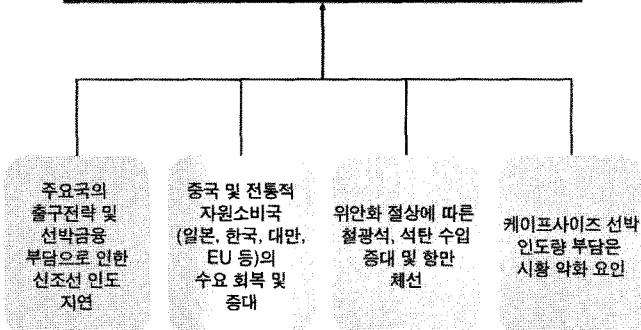 주요국의
출구전략 및
선박금융
부담으로 인한
신조선 인도
지연
중국 및 전통적
자원소비국
(일본, 한국, 대만,
EU 등)의
수요 회복 및
증대
위안화 절상에 따른
철광석, 석탄 수입
증대 및 항만
체선
케이프사이즈 선박
인도량 부담은
시황 악화 요인